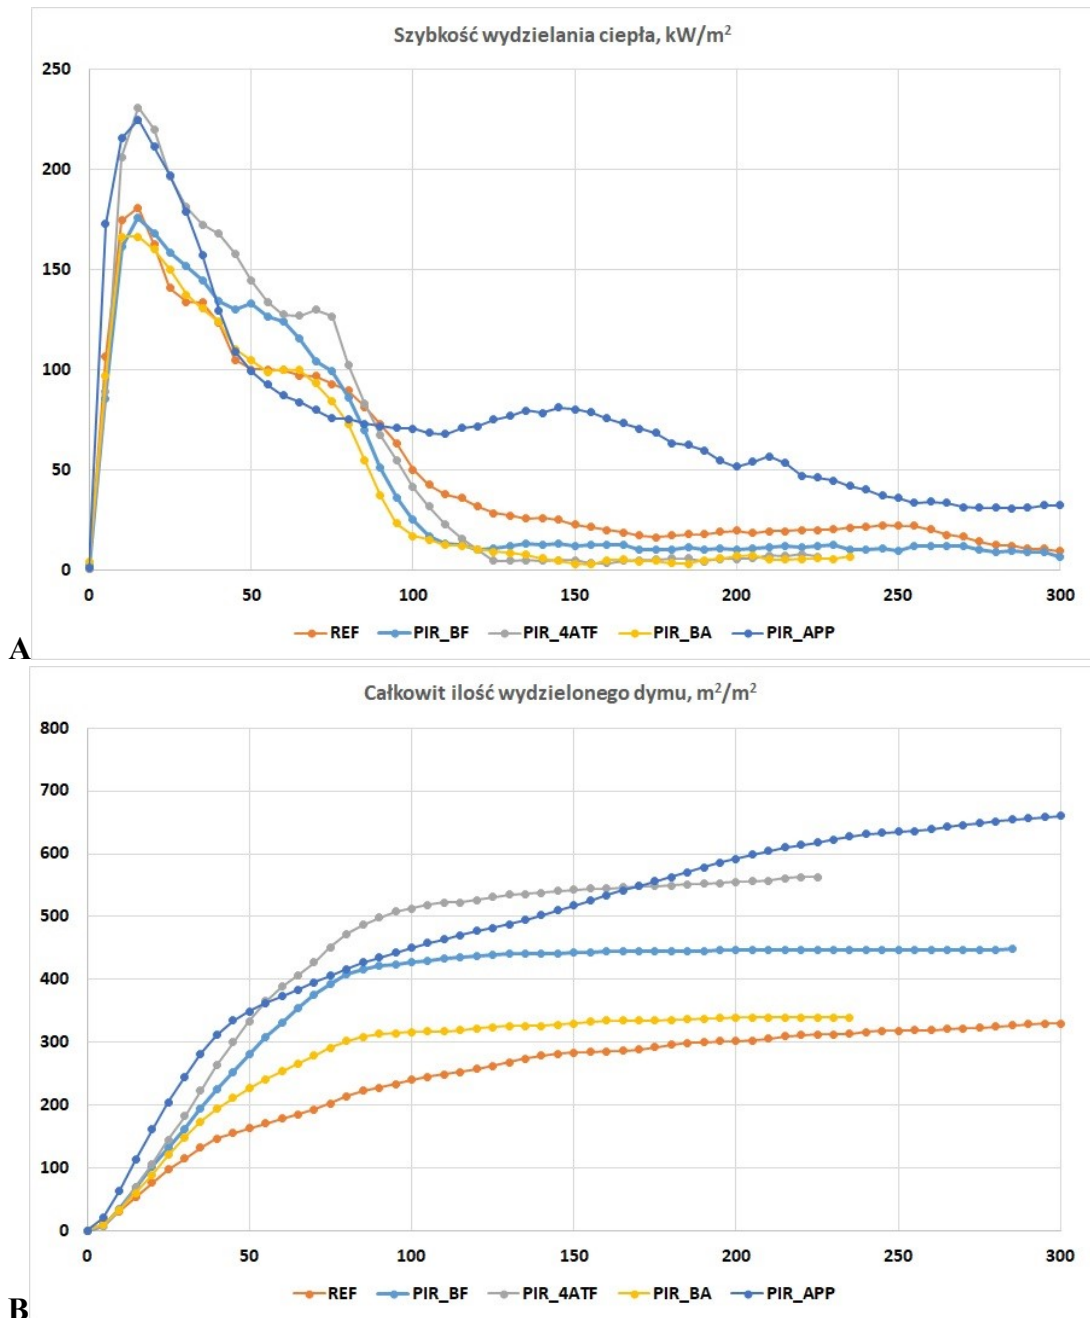 Szybkość wydzielania ciepła, kW/m²
250
200
150
100
50
0
0 50 100 150 200 250 300
REF PIR_BF PIR_4ATF PIR_BA PIR_APP
A
Całkowit ilość wydzielonego dymu, m²/m²
800
700
600
500
400
300
200
100
0
0 50 100 150 200 250 300
REF PIR_BF PIR_4ATF PIR_BA PIR_APP
B